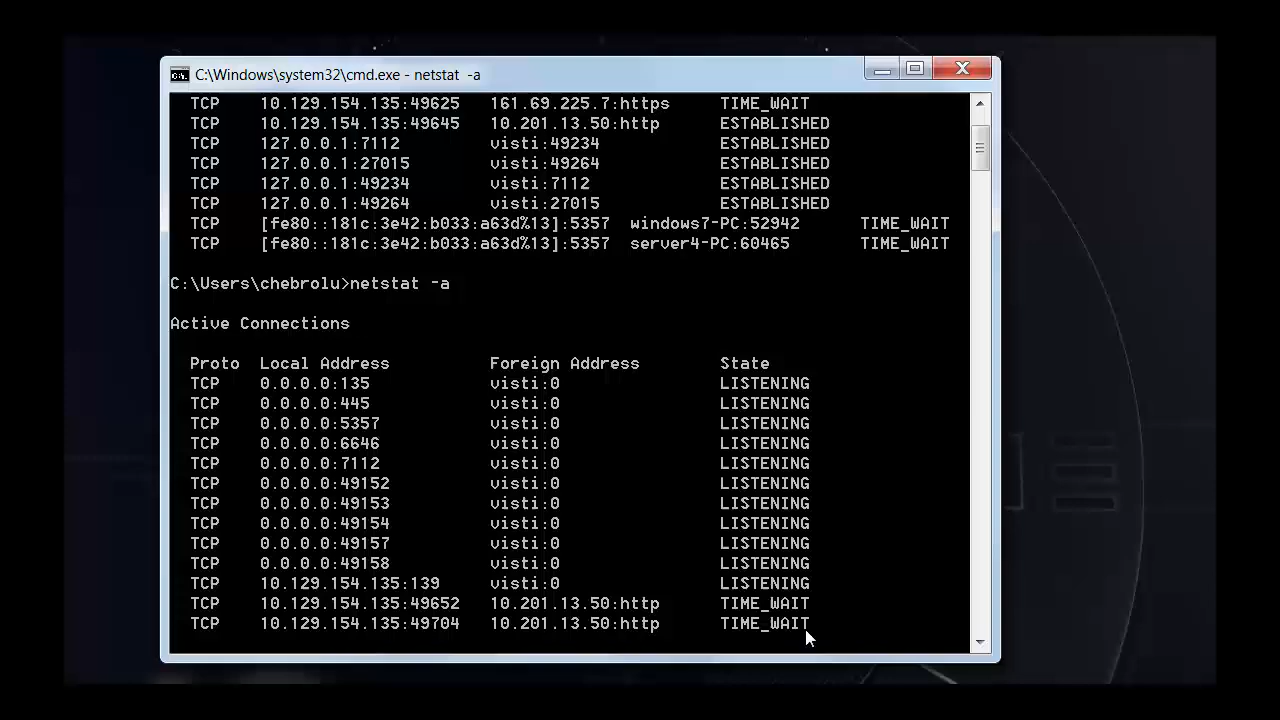 C:\Windows\system32\cmd.exe - netstat -a
TCP 10.129.154.135:49625 161.69.225.7:https TIME_WAIT
TCP 10.129.154.135:49645 10.201.13.50:http ESTABLISHED
TCP 127.0.0.1:7112 visti:49234 ESTABLISHED
TCP 127.0.0.1:27015 visti:49264 ESTABLISHED
TCP 127.0.0.1:49234 visti:7112 ESTABLISHED
TCP 127.0.0.1:49264 visti:27015 ESTABLISHED
TCP [fe80::181c:3e42:b033:a63d%13]:5357 windows7-PC:52942 TIME_WAIT
TCP [fe80::181c:3e42:b033:a63d%13]:5357 server4-PC:60465 TIME_WAIT
C:\Users\chebrolu>netstat -a
Active Connections
Proto Local Address Foreign Address State
TCP 0.0.0.0:135 visti:0 LISTENING
TCP 0.0.0.0:445 visti:0 LISTENING
TCP 0.0.0.0:5357 visti:0 LISTENING
TCP 0.0.0.0:6646 visti:0 LISTENING
TCP 0.0.0.0:7112 visti:0 LISTENING
TCP 0.0.0.0:49152 visti:0 LISTENING
TCP 0.0.0.0:49153 visti:0 LISTENING
TCP 0.0.0.0:49154 visti:0 LISTENING
TCP 0.0.0.0:49157 visti:0 LISTENING
TCP 0.0.0.0:49158 visti:0 LISTENING
TCP 10.129.154.135:139 visti:0 LISTENING
TCP 10.129.154.135:49652 10.201.13.50:http TIME_WAIT
TCP 10.129.154.135:49704 10.201.13.50:http TIME_WAIT